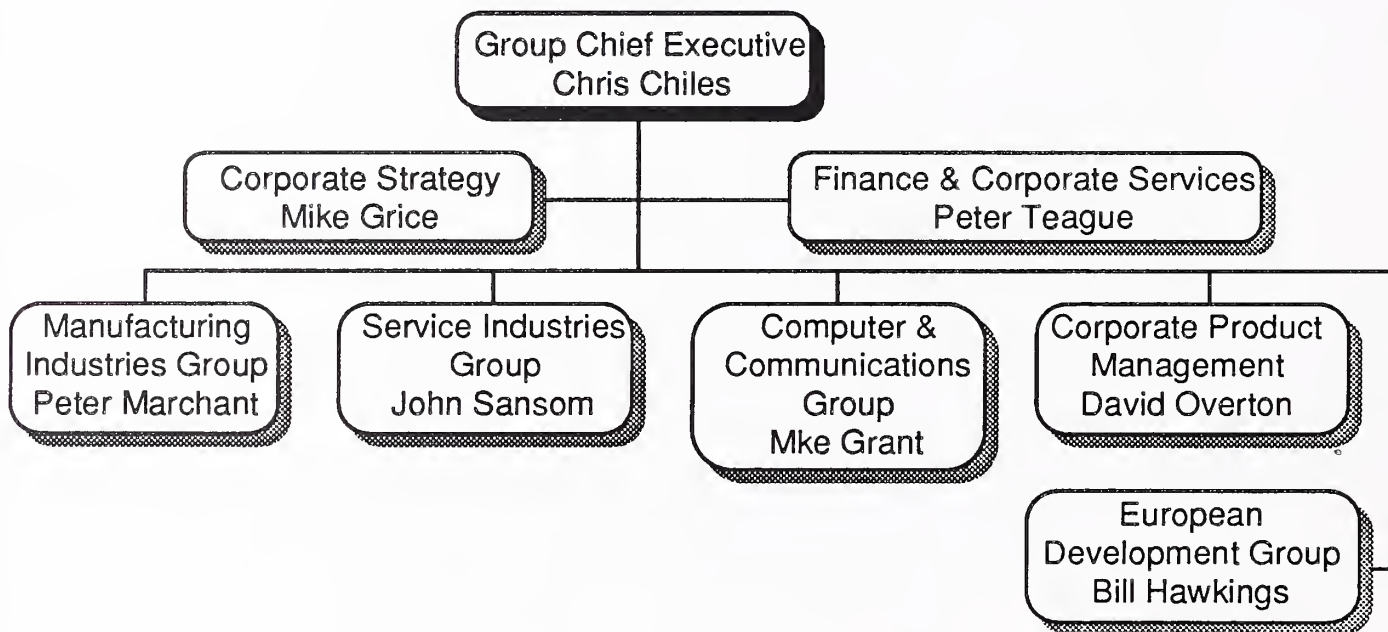 Group Chief Executive
Chris Chiles
Corporate Strategy
Mike Grice
Finance & Corporate Services
Peter Teague
Manufacturing
Industries Group
Peter Marchant
Service Industries
Group
John Sansom
Computer &
Communications
Group
Mke Grant
Corporate Product
Management
David Overton
European
Development Group
Bill Hawkings